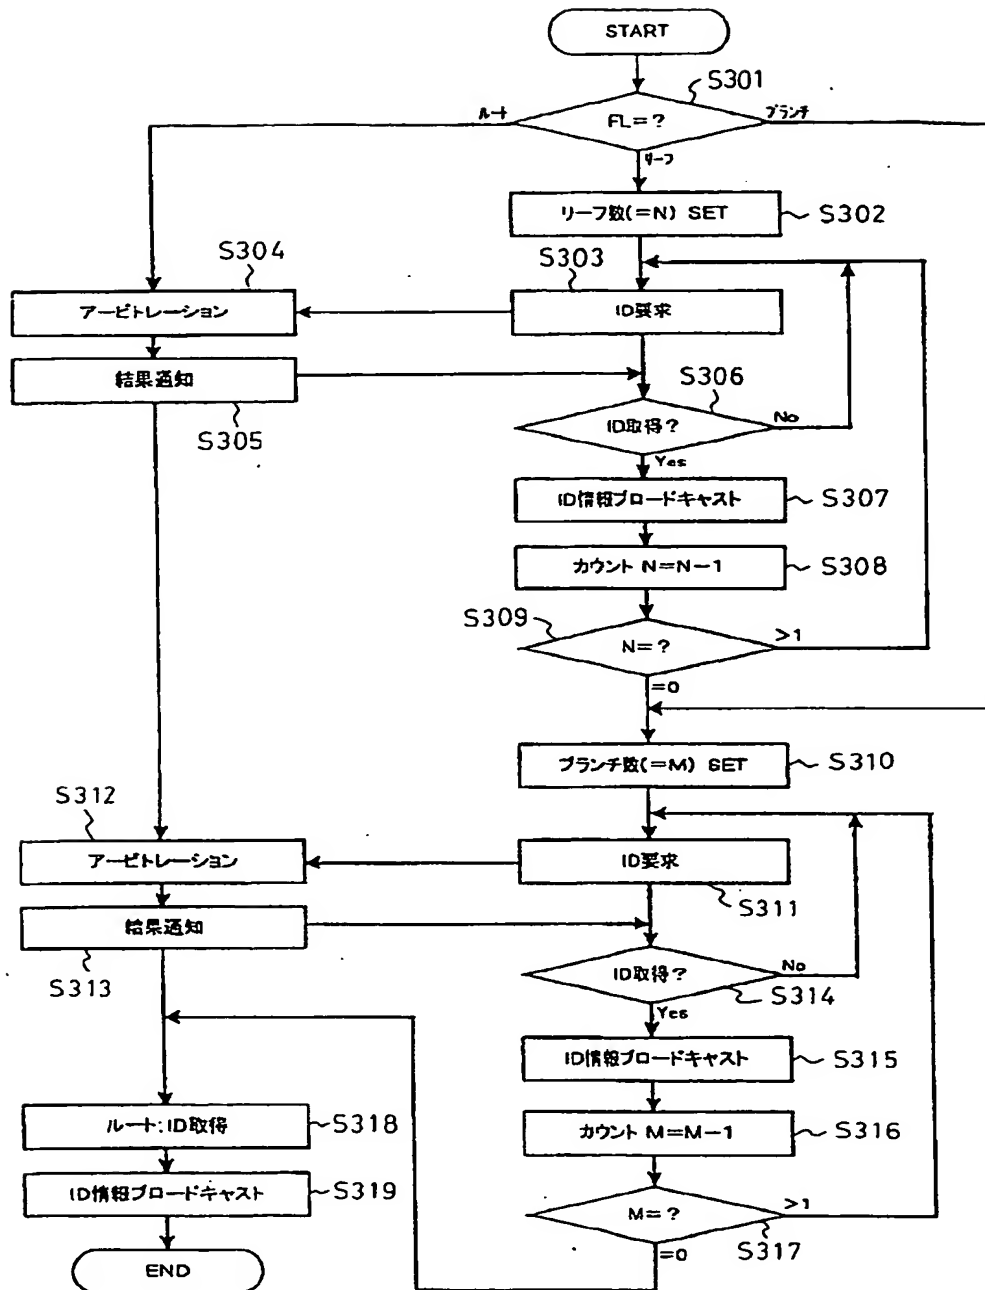 START
S301
FL=?
ルート
ブランチ
リーフ
リーフ数(=N) SET
S302
S304
S303
アービトレーション
ID要求
結果通知
S305
S306
ID取得?
No
Yes
ID情報ブロードキャスト
S307
カウント N=N-1
S308
S309
N=?
>1
=0
ブランチ数(=M) SET
S310
S312
アービトレーション
ID要求
S311
結果通知
S313
ID取得?
No
S314
Yes
ID情報ブロードキャスト
S315
カウント M=M-1
S316
ルート:ID取得
S318
ID情報ブロードキャスト
S319
M=?
>1
S317
=0
END